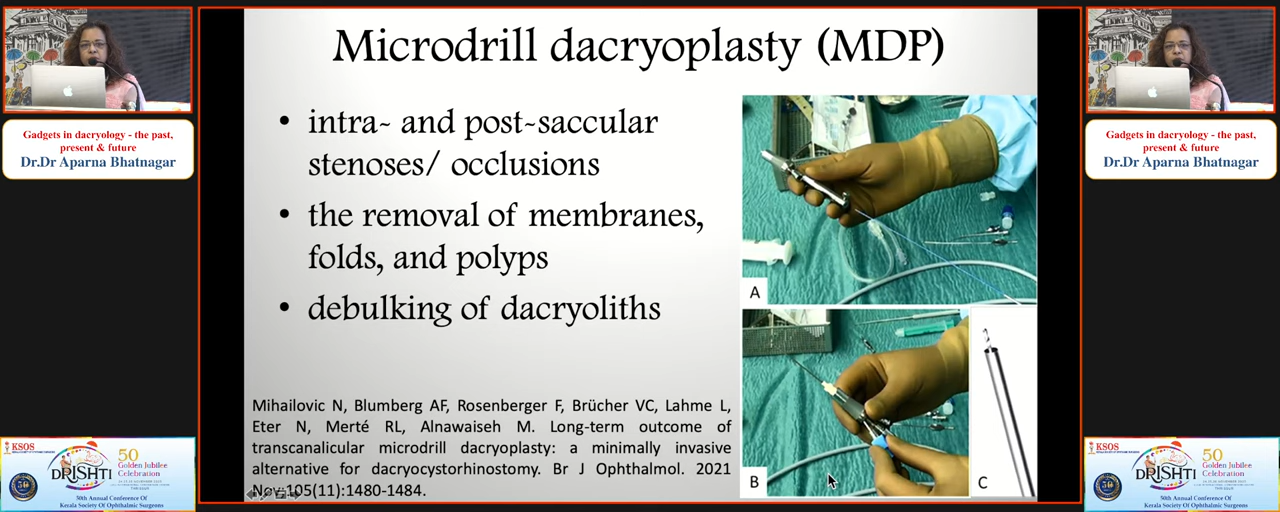 Microdrill dacryoplasty (MDP)
• intra- and post-saccular
stenoses/ occlusions
• the removal of membranes,
folds, and polyps
• debulking of dacryoliths
Mihailovic N, Blumberg AF, Rosenberger F, Brücher VC, Lahme L,
Eter N, Merté RL, Alnawaiseh M. Long-term outcome of
transcanalicular microdrill dacryoplasty: a minimally invasive
alternative for dacryocystorhinostomy. Br J Ophthalmol. 2021
Nov;105(11):1480-1484.
A
B
C
Gadgets in dacryology - the past,
present & future
Dr.Dr Aparna Bhatnagar
KSOS
DRISHTI
50
Golden Jubilee
Celebration
50th Annual Conference Of
Kerala Society Of Ophthalmic Surgeons
Gadgets in dacryology - the past,
present & future
Dr.Dr Aparna Bhatnagar
KSOS
DRISHTI
50
Golden Jubilee
Celebration
50th Annual Conference Of
Kerala Society Of Ophthalmic Surgeons